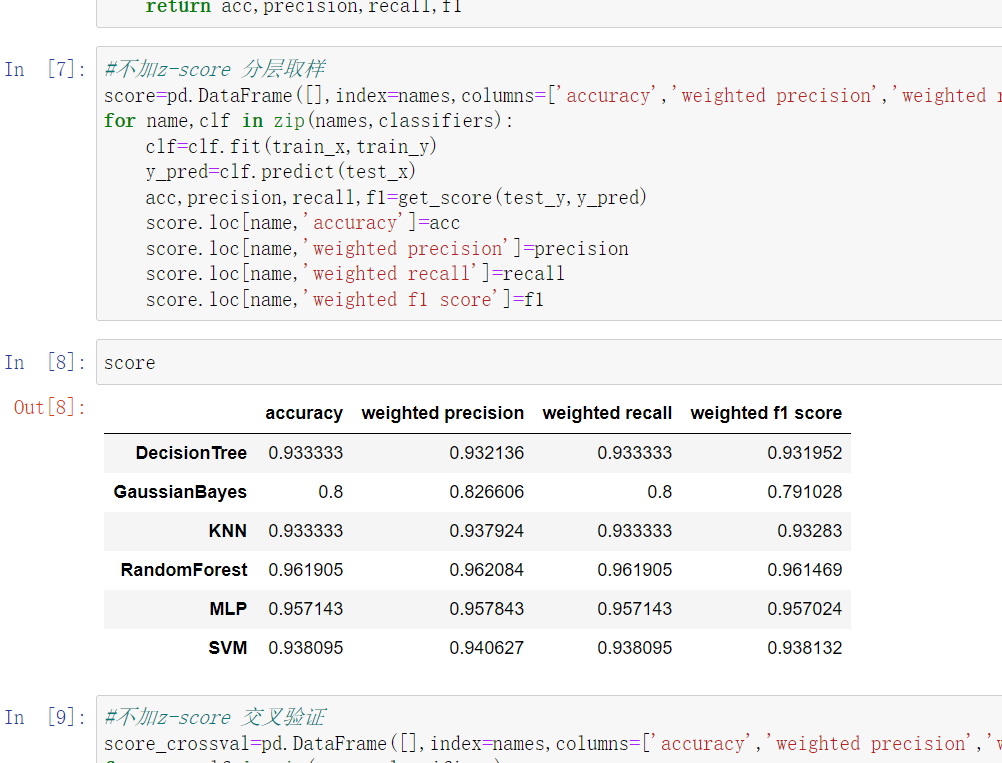 return acc,precision,recall,f1
In [7]: #不加z-score 分层取样
score=pd.DataFrame([],index=names,columns=['accuracy','weighted precision','weighted
for name,clf in zip(names,classifiers):
clf=clf.fit(train_x,train_y)
y_pred=clf.predict(test_x)
acc,precision,recall,f1=get_score(test_y,y_pred)
score.loc[name,'accuracy']=acc
score.loc[name,'weighted precision']=precision
score.loc[name,'weighted recall']=recall
score.loc[name,'weighted f1 score']=f1
In [8]: score
Out[8]:
accuracy weighted precision weighted recall weighted f1 score
DecisionTree 0.933333 0.932136 0.933333 0.931952
GaussianBayes 0.8 0.826606 0.8 0.791028
KNN 0.933333 0.937924 0.933333 0.93283
RandomForest 0.961905 0.962084 0.961905 0.961469
MLP 0.957143 0.957843 0.957143 0.957024
SVM 0.938095 0.940627 0.938095 0.938132
In [9]: #不加z-score 交叉验证
score_crossval=pd.DataFrame([],index=names,columns=['accuracy','weighted precision','